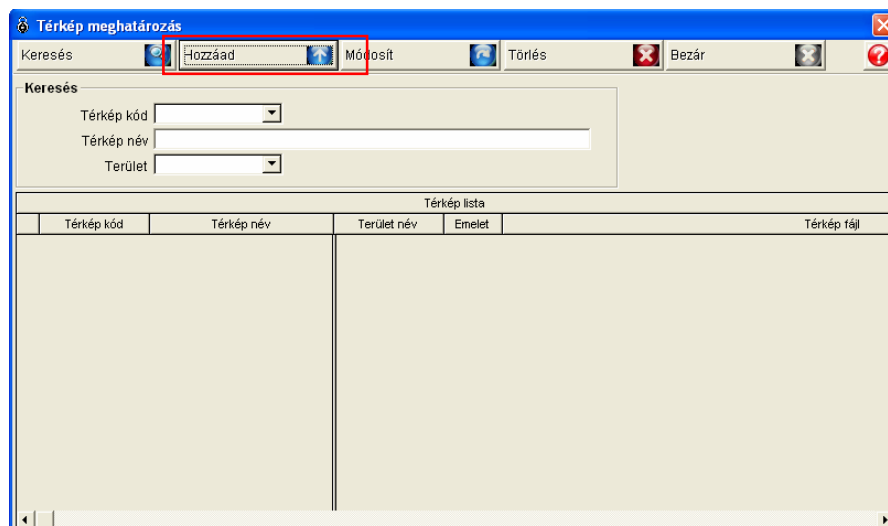 Térkép meghatározás
Keresés Hozzáad Módosít Törlés Bezár
Keresés
Térkép kód
Térkép név
Terület
Térkép lista
Térkép kód Térkép név Terület név Emelet Térkép fájl